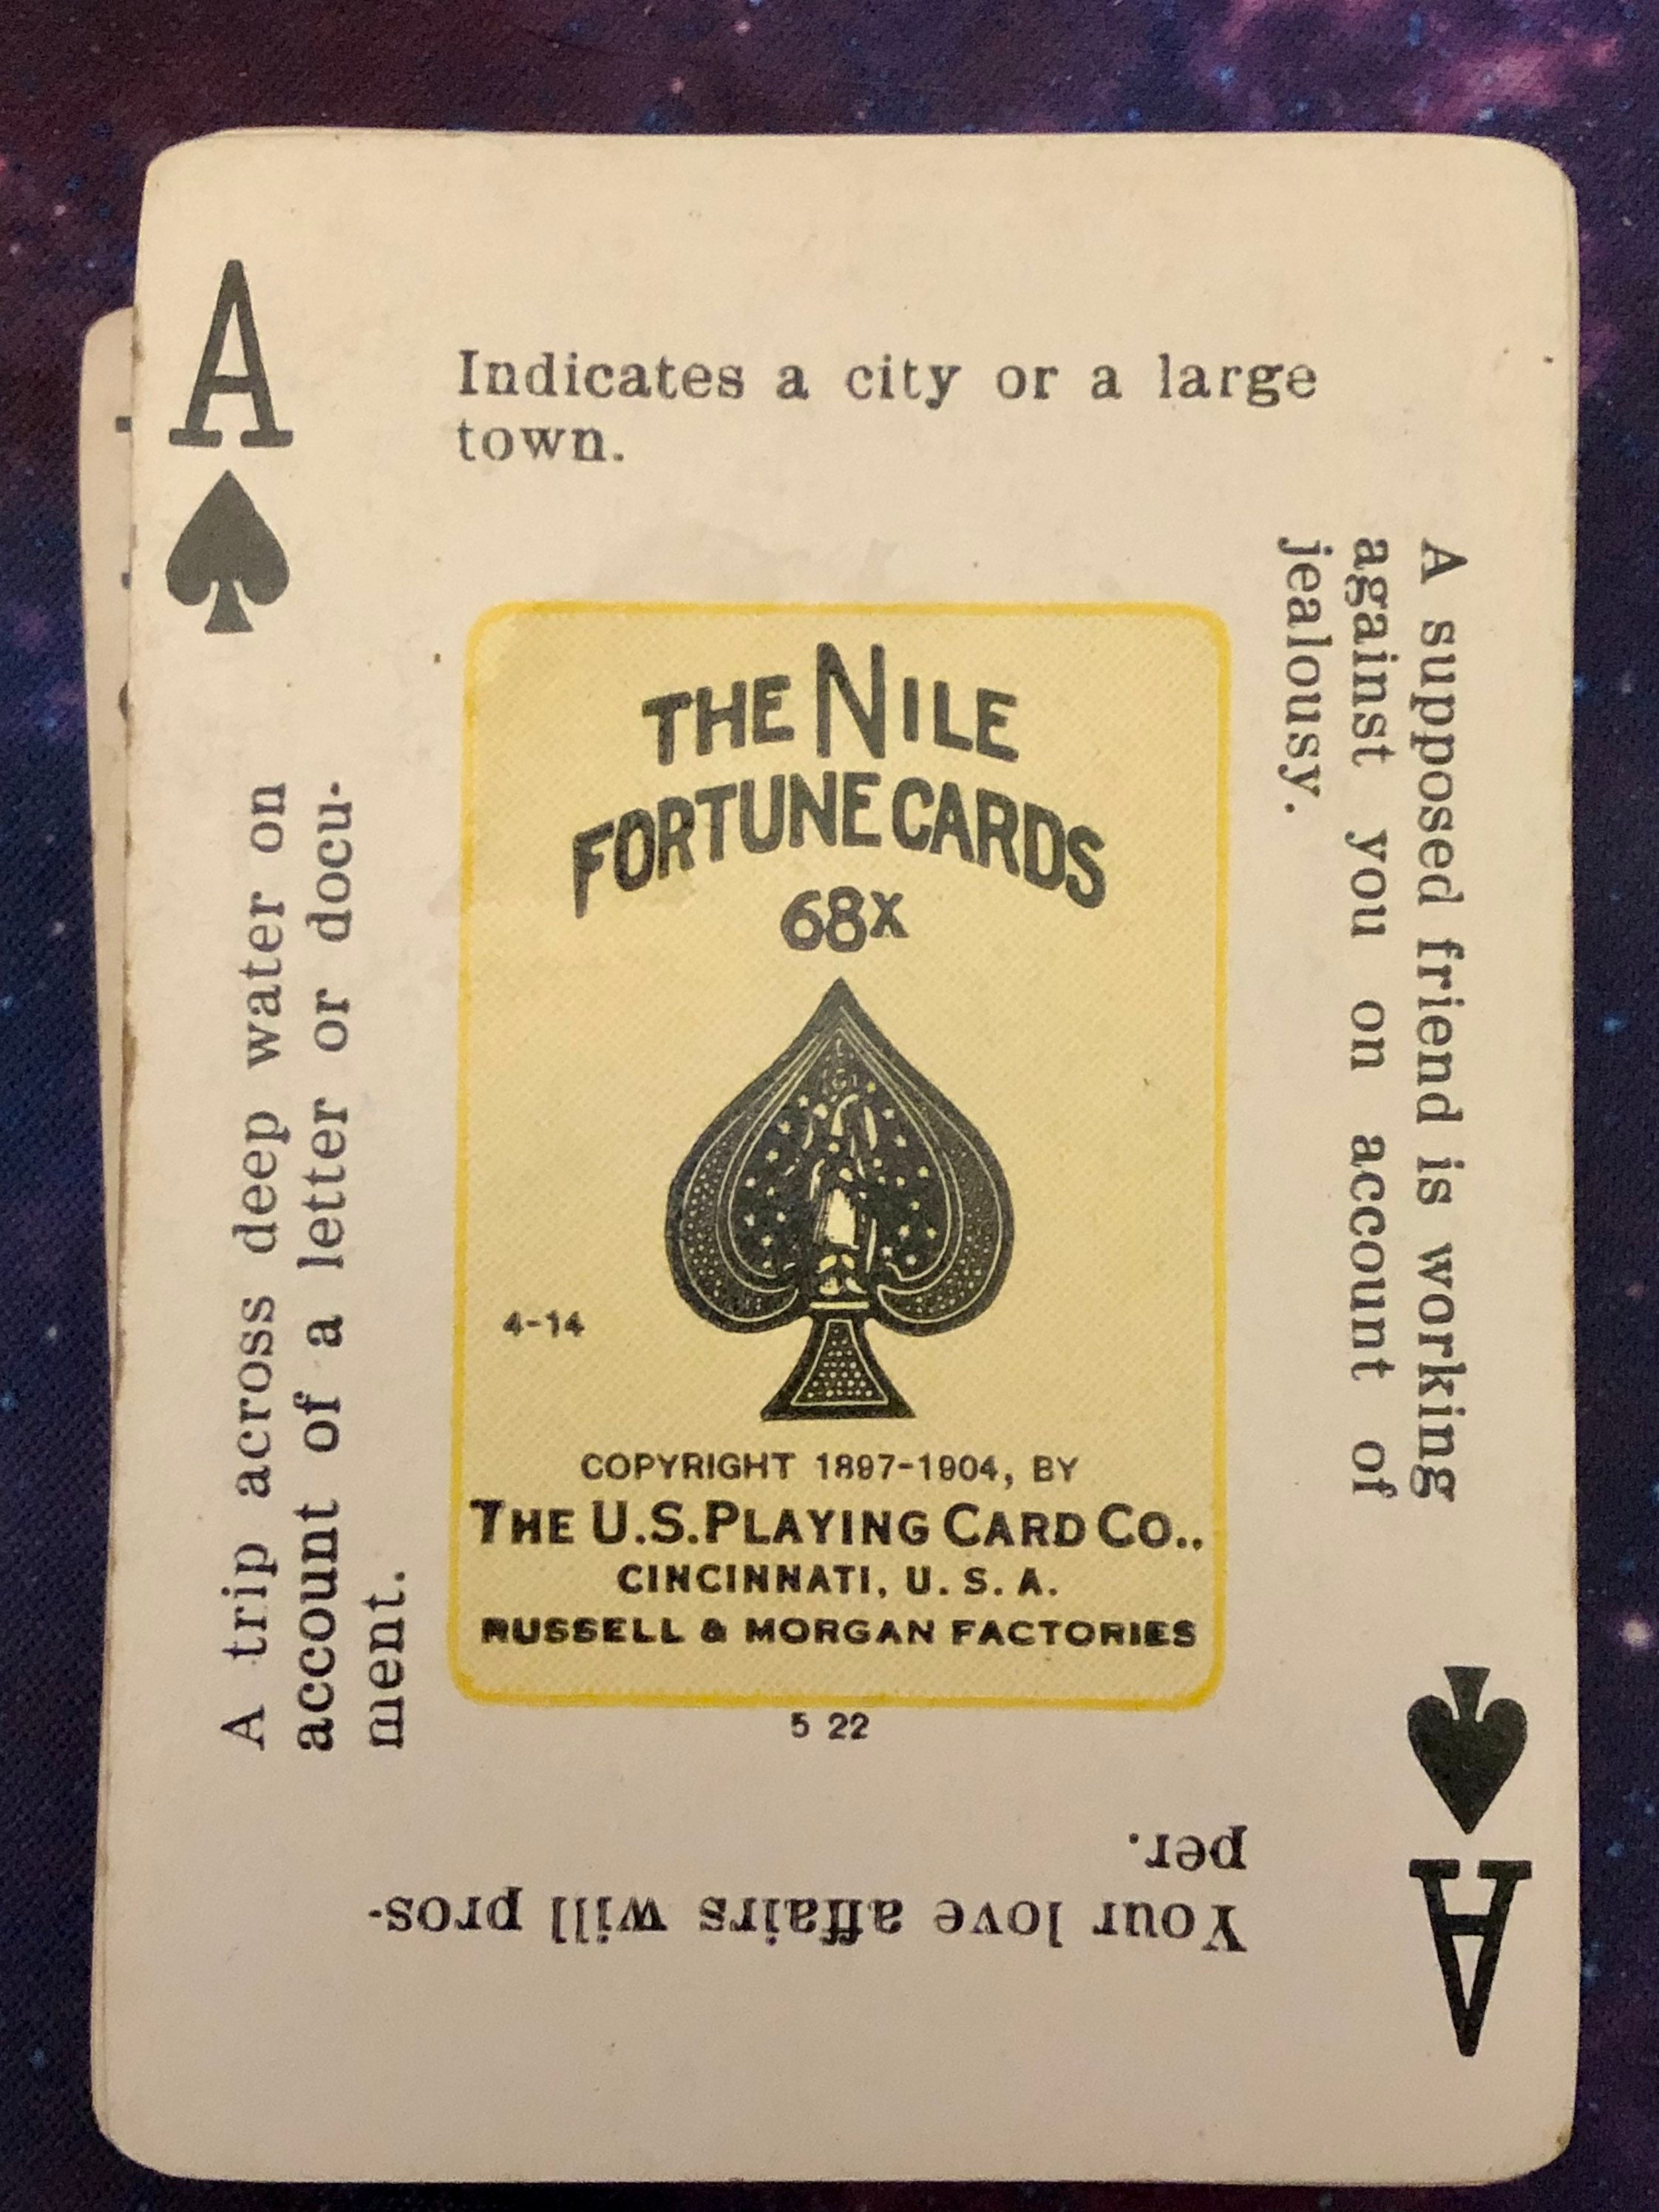 A
Indicates a city or a large
town.
A supposed friend is working
against you on account of
jealousy.
THE NILE
FORTUNE CARDS
68X
4-14
COPYRIGHT 1897-1904, BY
THE U.S. PLAYING CARD CO.,
CINCINNATI, U. S. A.
RUSSELL & MORGAN FACTORIES
5 22
A trip across deep water on
account of a letter or docu-
ment.
Your love affairs will pros-
per.
A